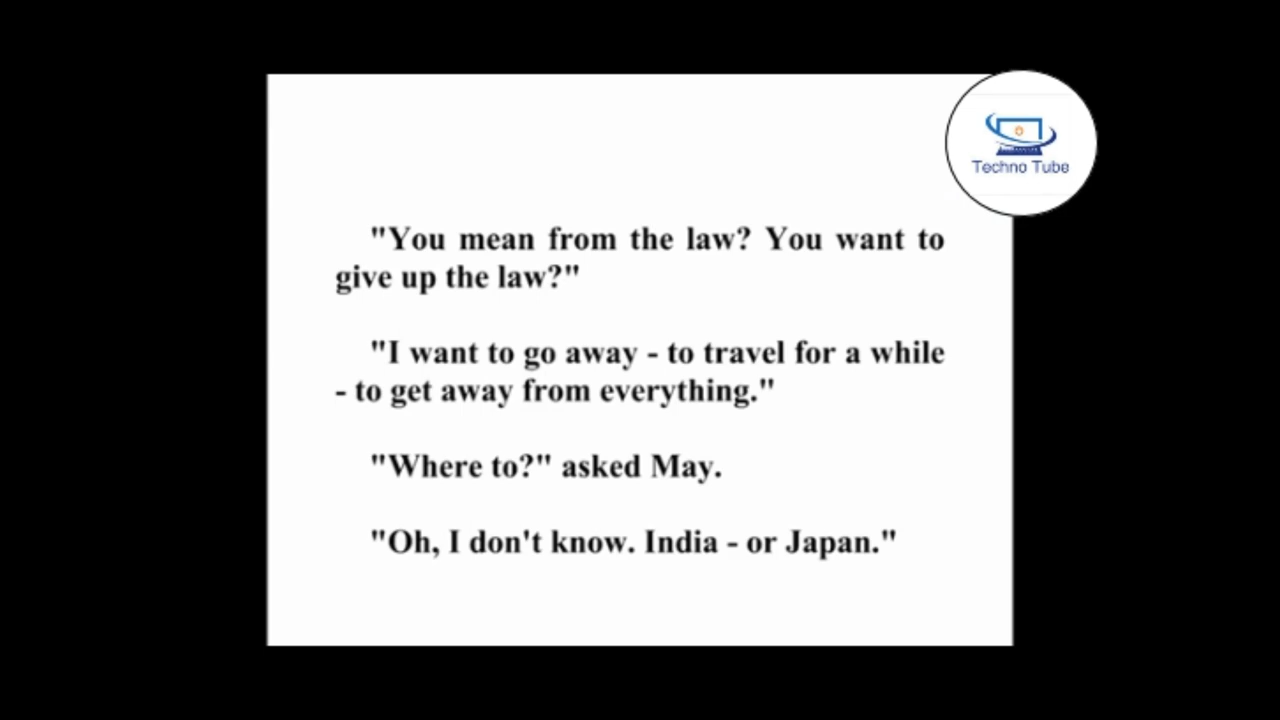 Techno Tube
"You mean from the law? You want to
give up the law?"
"I want to go away - to travel for a while
- to get away from everything."
"Where to?" asked May.
"Oh, I don't know. India - or Japan."